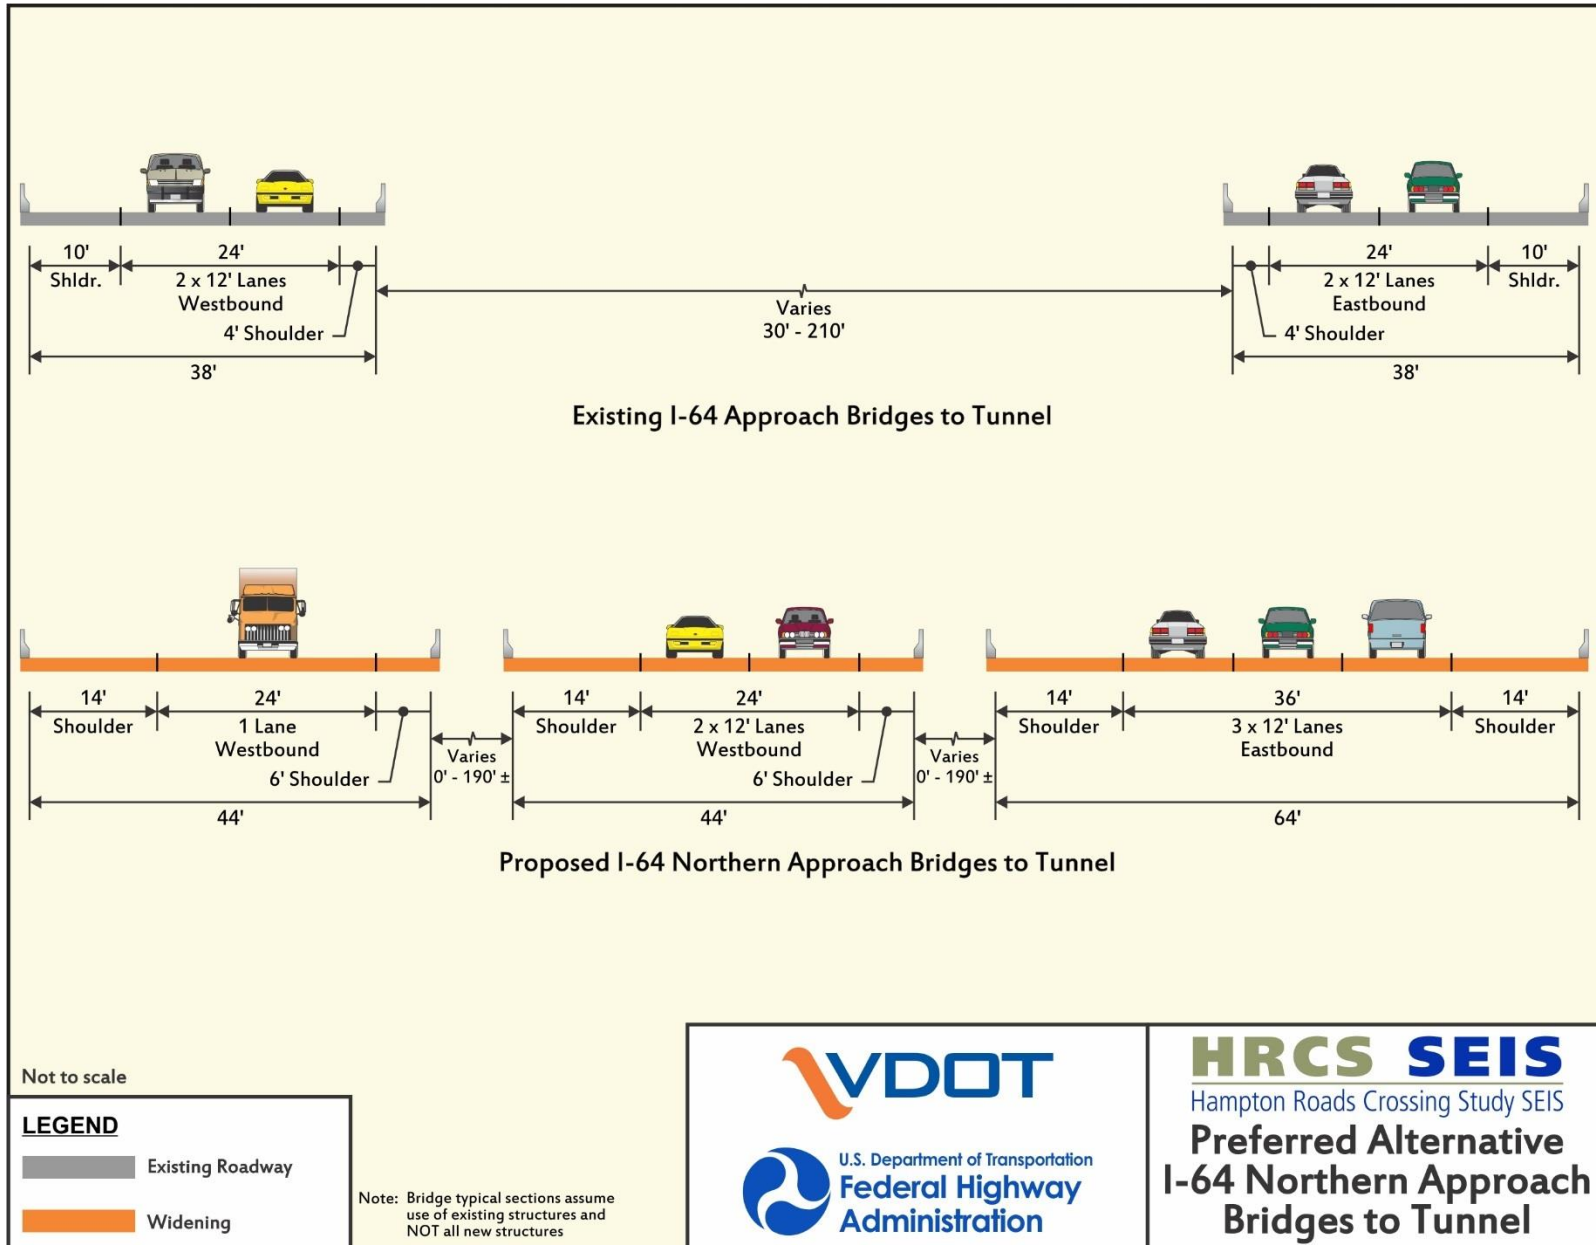 10'
Shldr.
24'
2 x 12' Lanes
Westbound
4' Shoulder
38'
Varies
30' - 210'
24'
2 x 12' Lanes
Eastbound
10'
Shldr.
4' Shoulder
38'
Existing I-64 Approach Bridges to Tunnel
14'
Shoulder
24'
1 Lane
Westbound
6' Shoulder
44'
Varies
0' - 190' ±
14'
Shoulder
24'
2 x 12' Lanes
Westbound
6' Shoulder
44'
Varies
0' - 190' ±
14'
Shoulder
36'
3 x 12' Lanes
Eastbound
14'
Shoulder
64'
Proposed I-64 Northern Approach Bridges to Tunnel
Not to scale
LEGEND
Existing Roadway
Widening
Note: Bridge typical sections assume
use of existing structures and
NOT all new structures
VDOT
U.S. Department of Transportation
Federal Highway
Administration
HRCS SEIS
Hampton Roads Crossing Study SEIS
Preferred Alternative
I-64 Northern Approach
Bridges to Tunnel